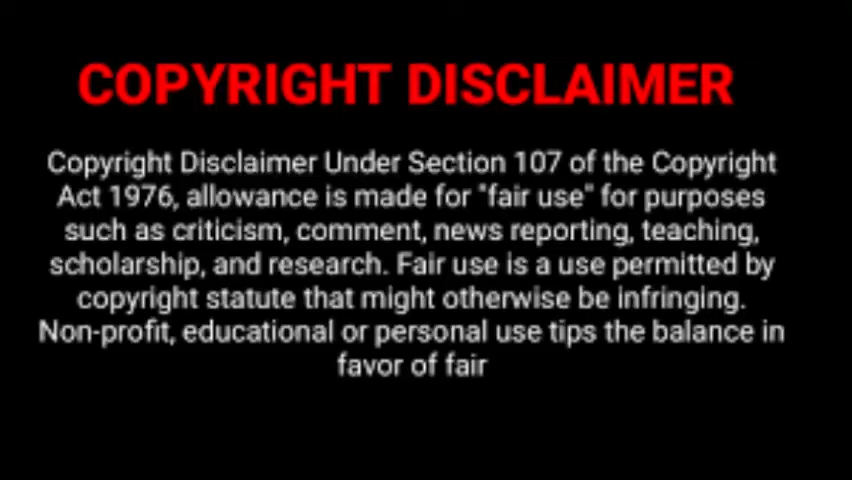 COPYRIGHT DISCLAIMER
Copyright Disclaimer Under Section 107 of the Copyright
Act 1976, allowance is made for "fair use" for purposes
such as criticism, comment, news reporting, teaching,
scholarship, and research. Fair use is a use permitted by
copyright statute that might otherwise be infringing.
Non-profit, educational or personal use tips the balance in
favor of fair